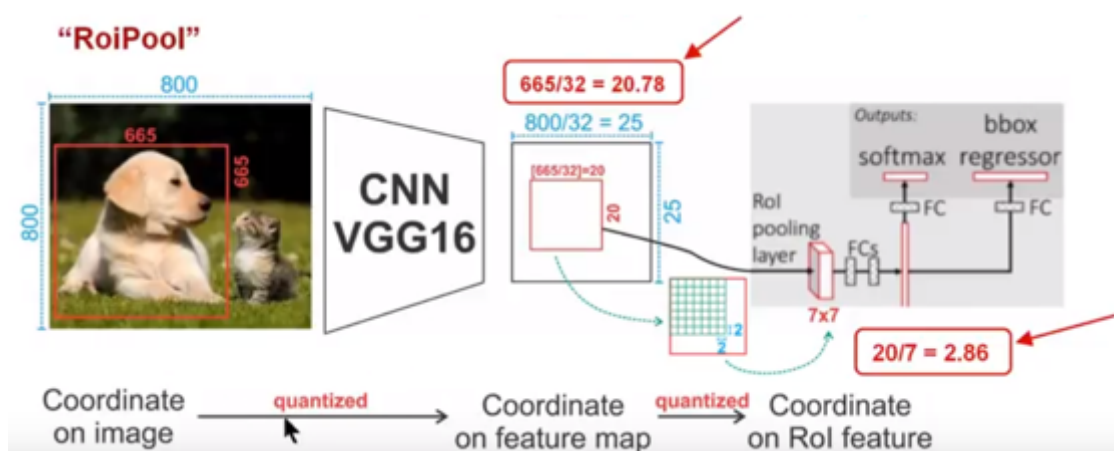 “RoiPool”
800
800
665
665
CNN
VGG16
665/32 = 20.78
800/32 = 25
25
[665/32]=20
20
2
2
RoI
pooling
layer
7x7
FCs
Outputs:
softmax
bbox
regressor
FC
FC
20/7 = 2.86
Coordinate
on image
quantized
Coordinate
on feature map
quantized
Coordinate
on RoI feature